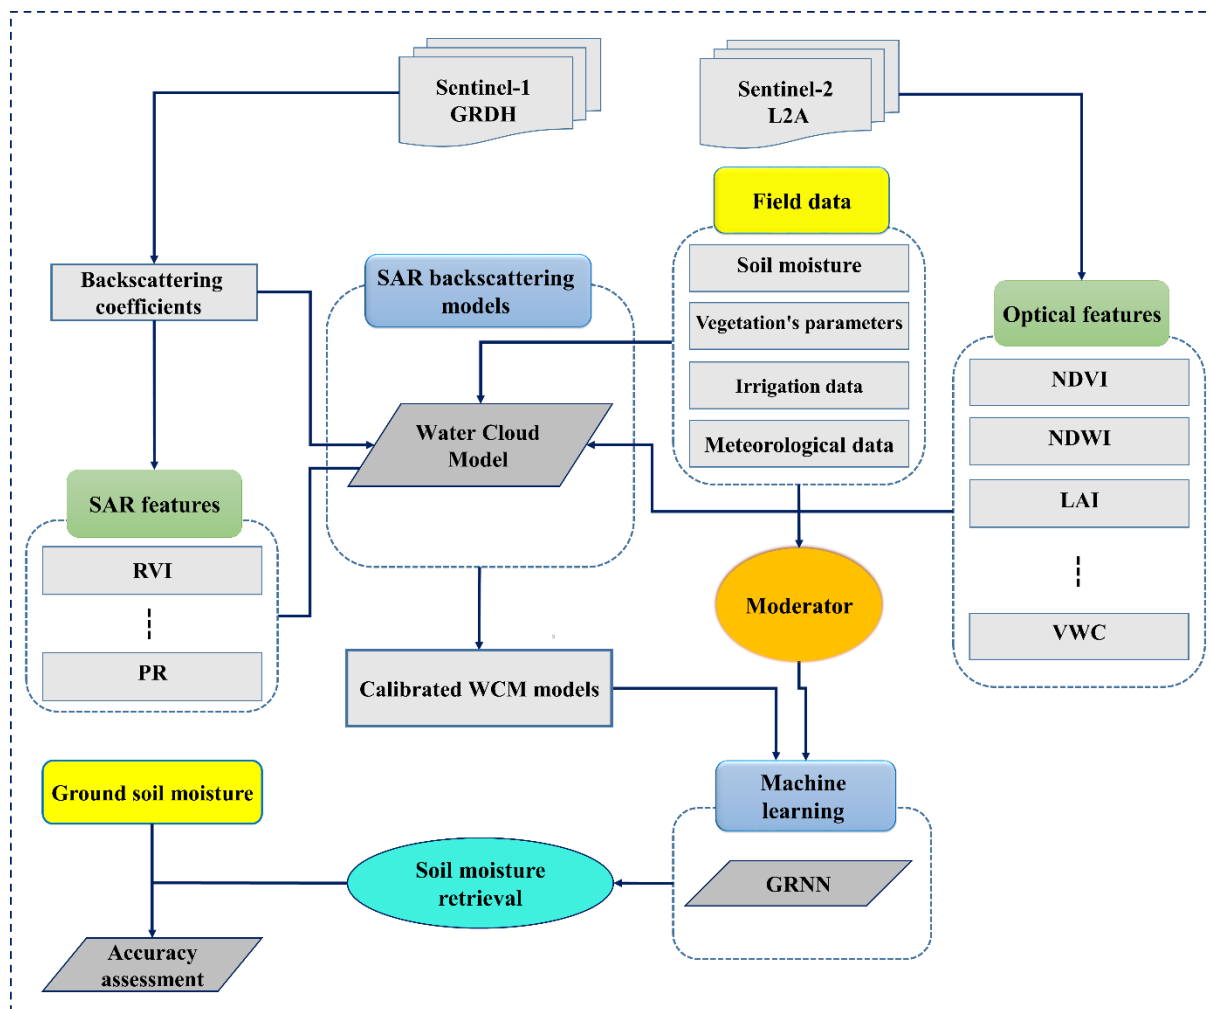 Sentinel-1
GRDH
Sentinel-2
L2A
Field data
Soil moisture
Vegetation's parameters
Irrigation data
Meteorological data
Backscattering
coefficients
SAR backscattering
models
Water Cloud
Model
Optical features
NDVI
NDWI
LAI
VWC
SAR features
RVI
PR
Moderator
Calibrated WCM models
Machine
learning
GRNN
Ground soil moisture
Soil moisture
retrieval
Accuracy
assessment